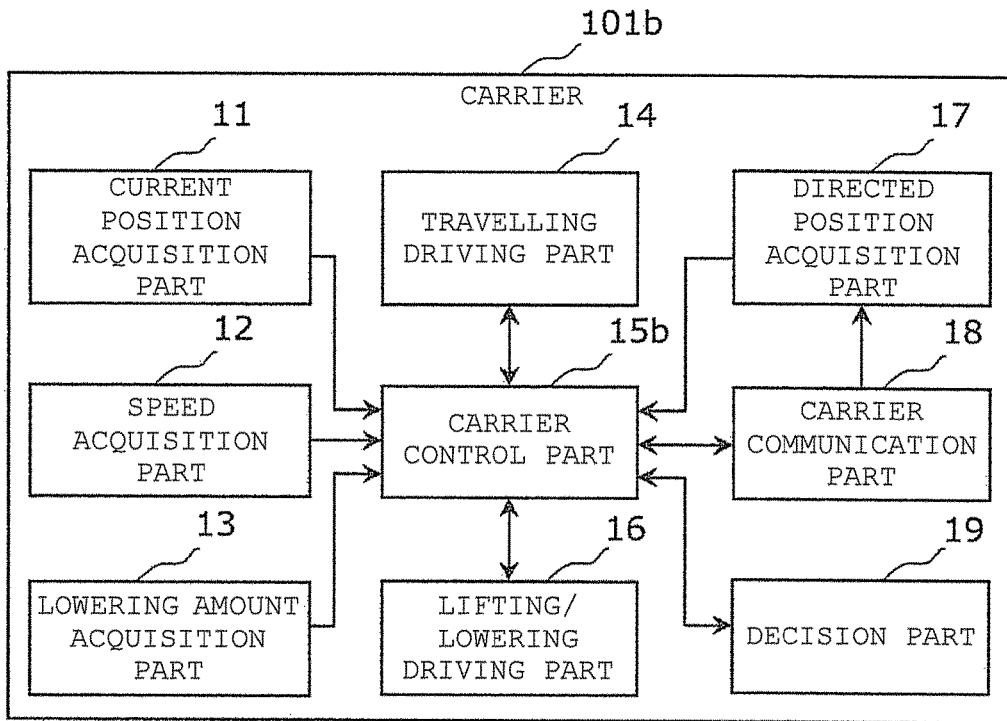 101b
CARRIER
11
CURRENT
POSITION
ACQUISITION
PART
14
TRAVELLING
DRIVING PART
17
DIRECTED
POSITION
ACQUISITION
PART
12
SPEED
ACQUISITION
PART
15b
CARRIER
CONTROL PART
18
CARRIER
COMMUNICATION
PART
13
LOWERING AMOUNT
ACQUISITION
PART
16
LIFTING/
LOWERING
DRIVING PART
19
DECISION PART